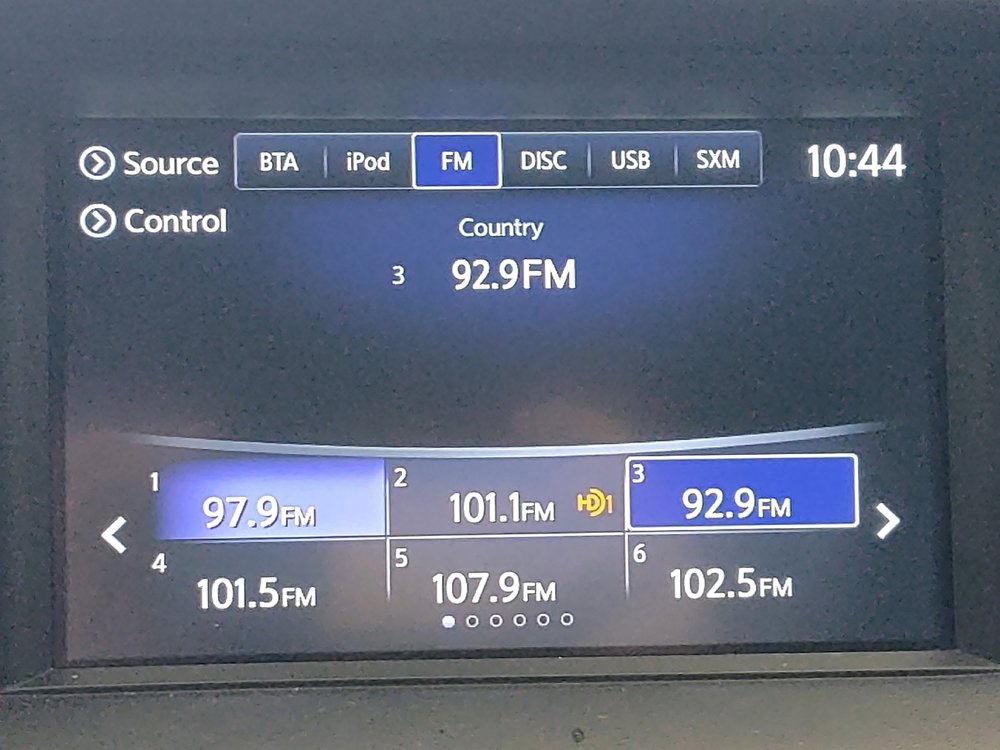 Source BTA iPod FM DISC USB SXM 10:44
Control
Country
3 92.9FM
1 97.9FM 2 101.1FM HD1 3 92.9FM
4 101.5FM 5 107.9FM 6 102.5FM